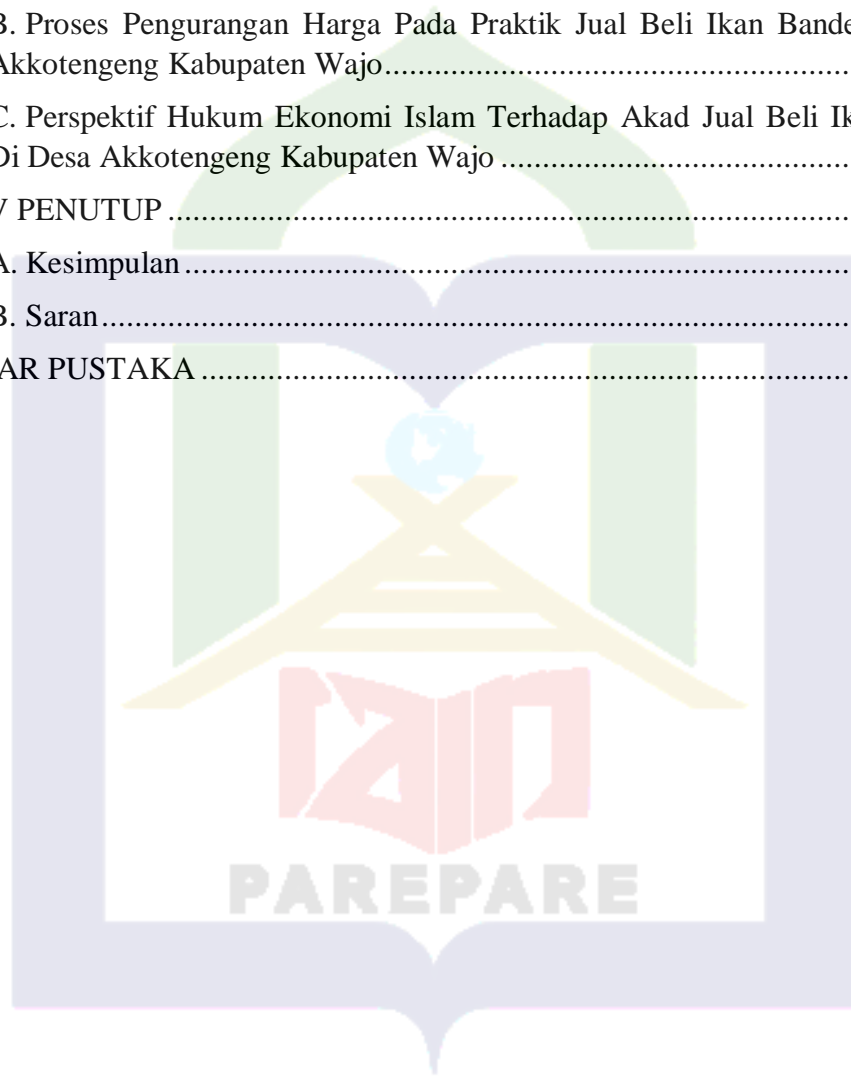 B. Proses Pengurangan Harga Pada Praktik Jual Beli Ikan Bande
Akkotengeng Kabupaten Wajo..............................................................
C. Perspektif Hukum Ekonomi Islam Terhadap Akad Jual Beli Ik
Di Desa Akkotengeng Kabupaten Wajo ..............................................
V PENUTUP .........................................................................................
A. Kesimpulan .......................................................................................
B. Saran..................................................................................................
AR PUSTAKA .....................................................................................
iain
PAREPARE